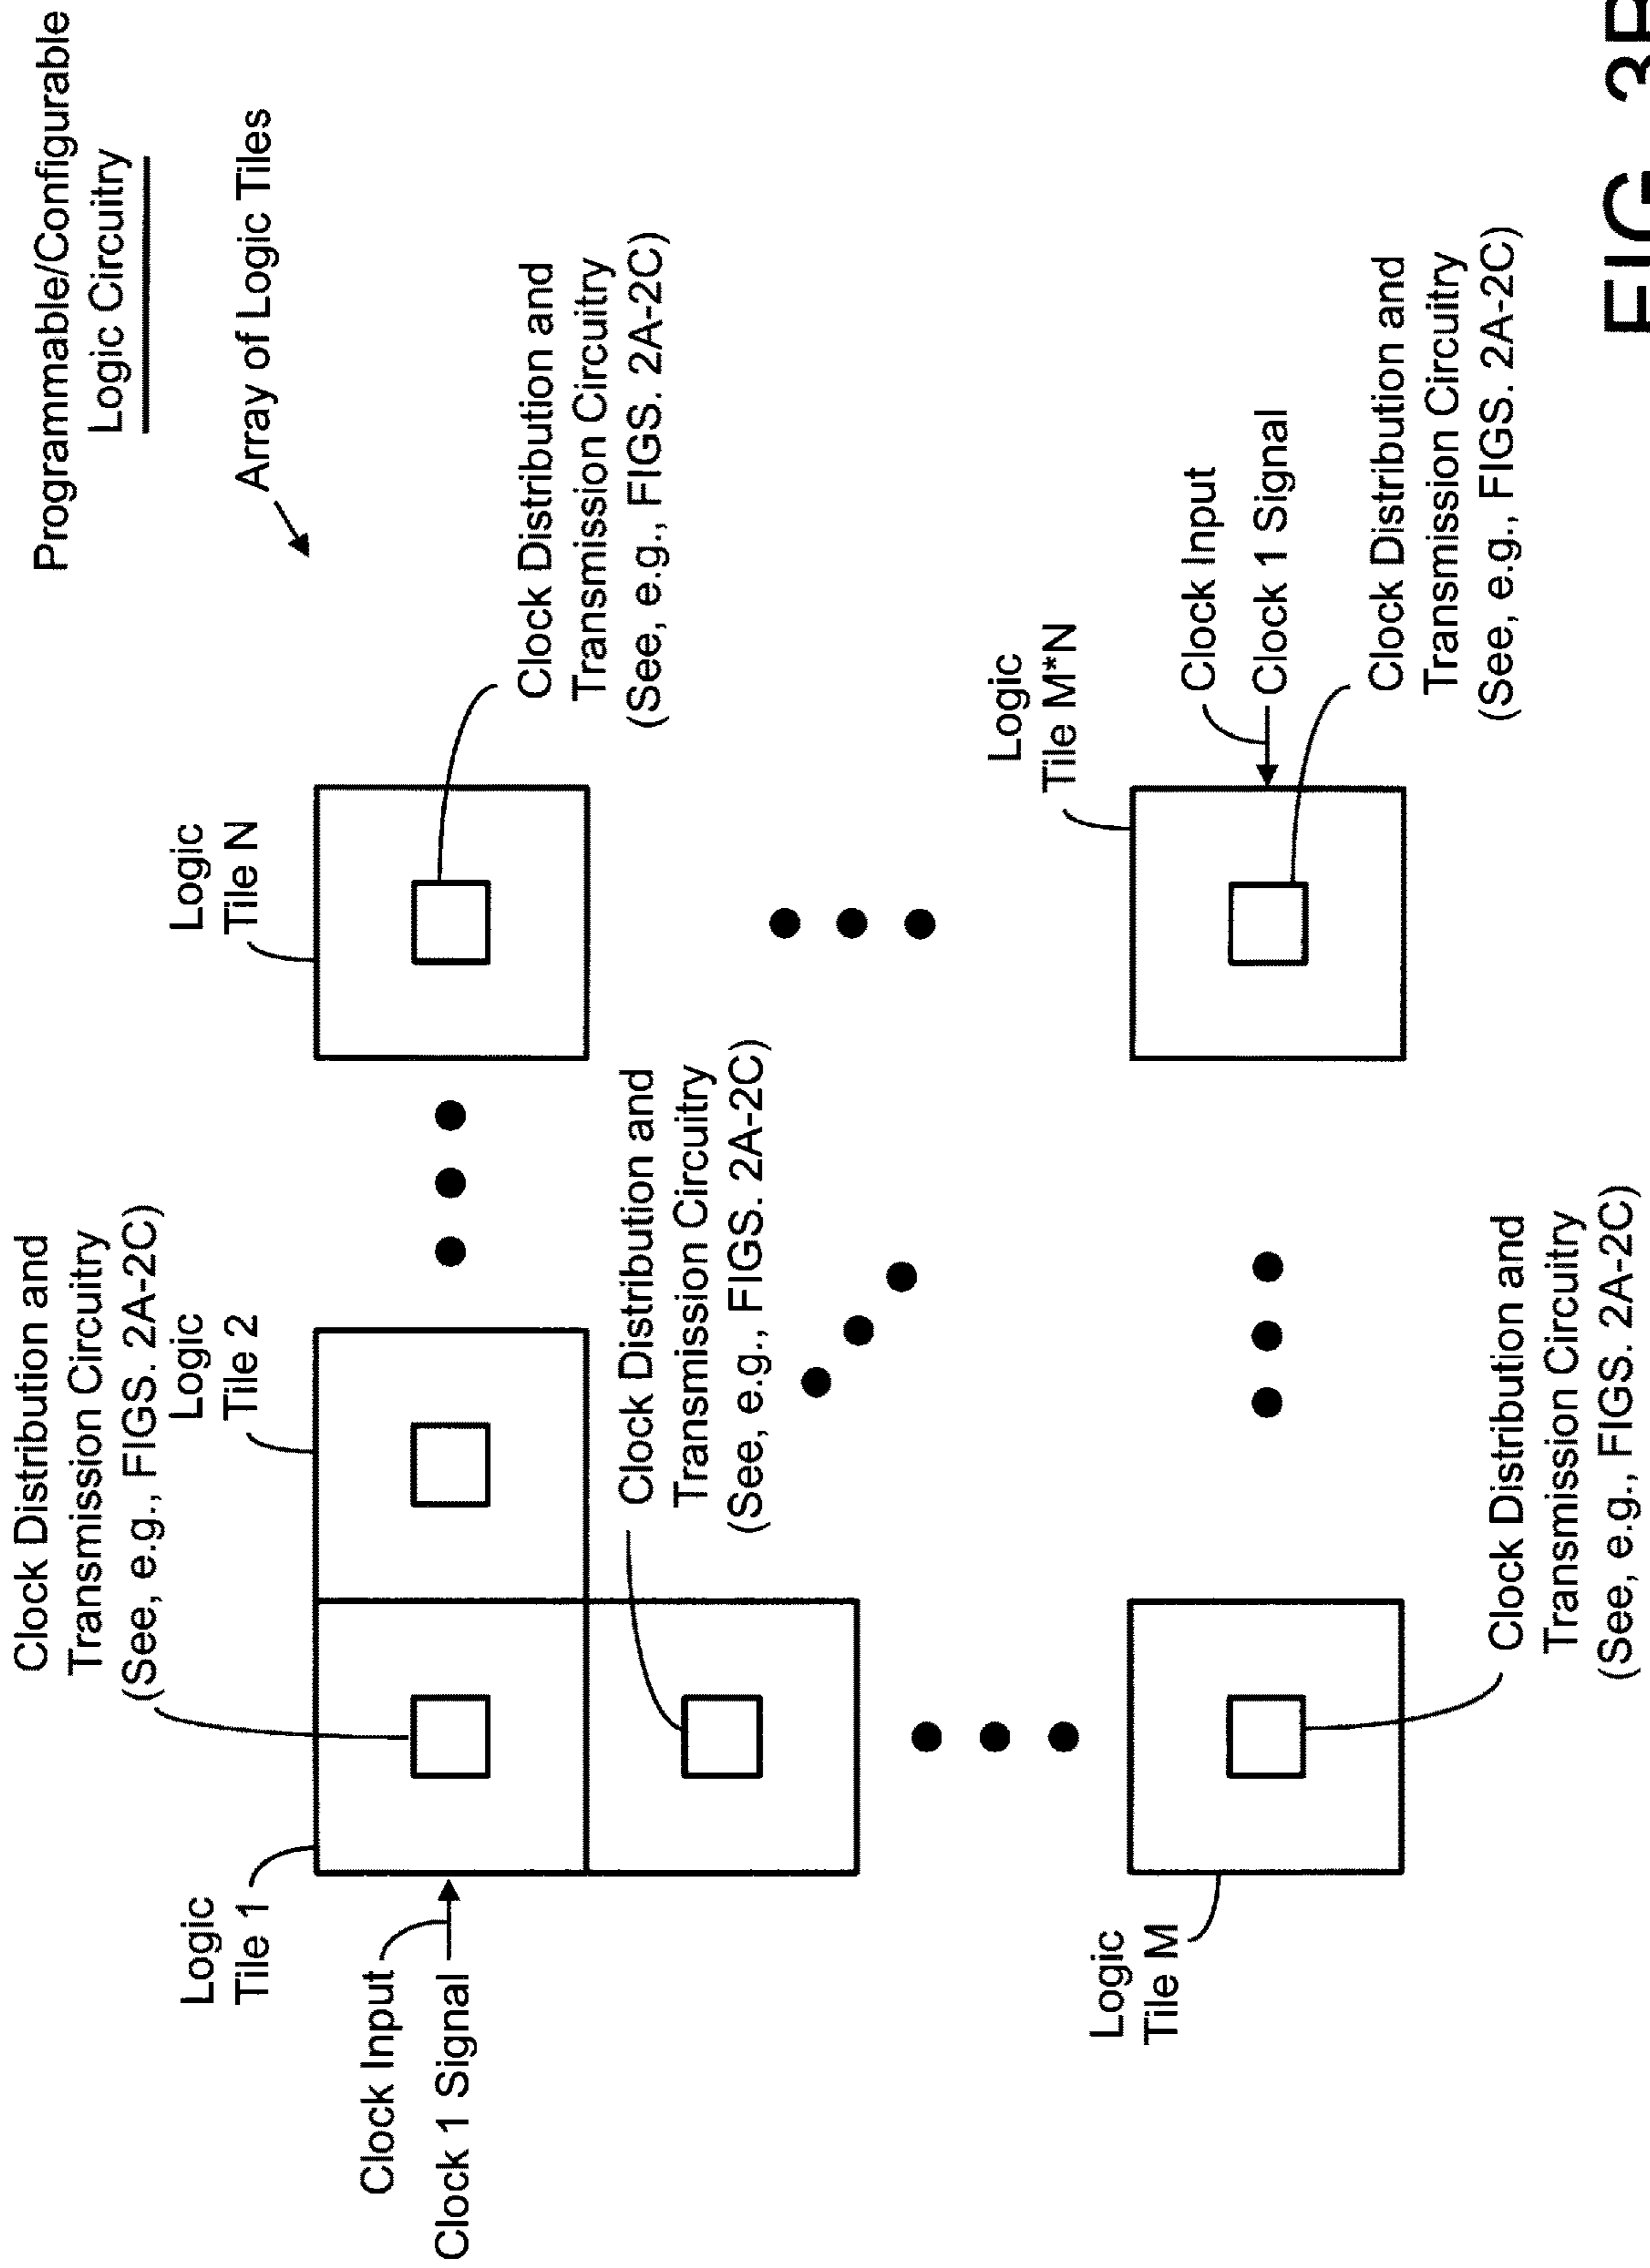 Programmable/Configurable
Logic Circuitry
Array of Logic Tiles
Clock Distribution and
Transmission Circuitry
(See, e.g., FIGS. 2A-2C)
Logic
Tile 1
Logic
Tile 2
Logic
Tile N
Clock Input
Clock 1 Signal
Clock Distribution and
Transmission Circuitry
(See, e.g., FIGS. 2A-2C)
Clock Distribution and
Transmission Circuitry
(See, e.g., FIGS. 2A-2C)
Logic
Tile M
Logic
Tile M*N
Clock Input
Clock 1 Signal
Clock Distribution and
Transmission Circuitry
(See, e.g., FIGS. 2A-2C)
Clock Distribution and
Transmission Circuitry
(See, e.g., FIGS. 2A-2C)
FIG. 3B